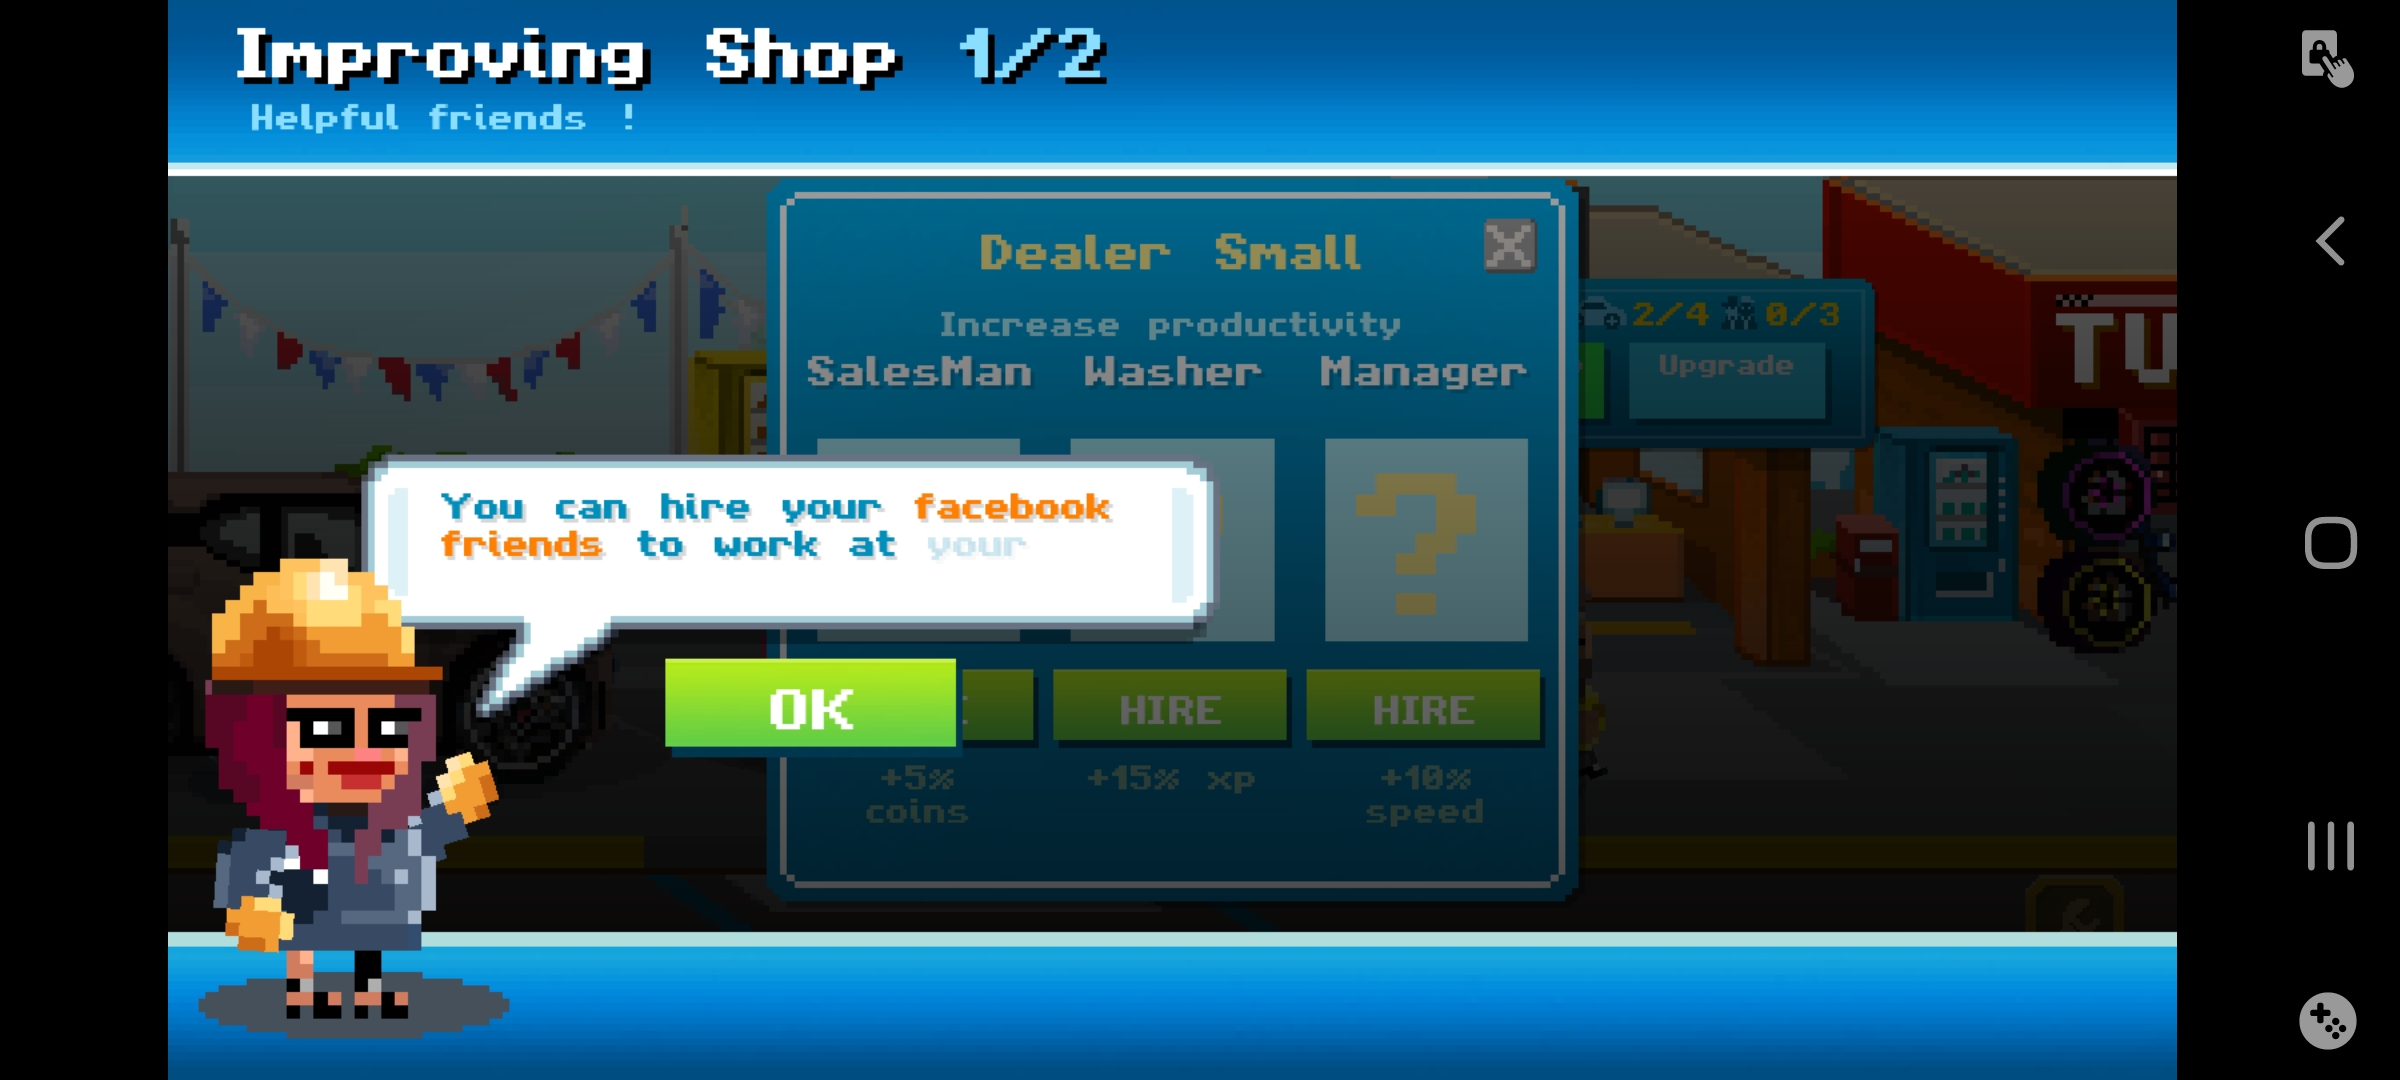 Improving Shop 1/2
Helpful friends !
Dealer Small
X
Increase productivity
SalesMan Washer Manager
2/4 0/3
Upgrade
TU
You can hire your facebook
friends to work at your
?
OK
HIRE
HIRE
+5%
coins
+15% xp
+10%
speed